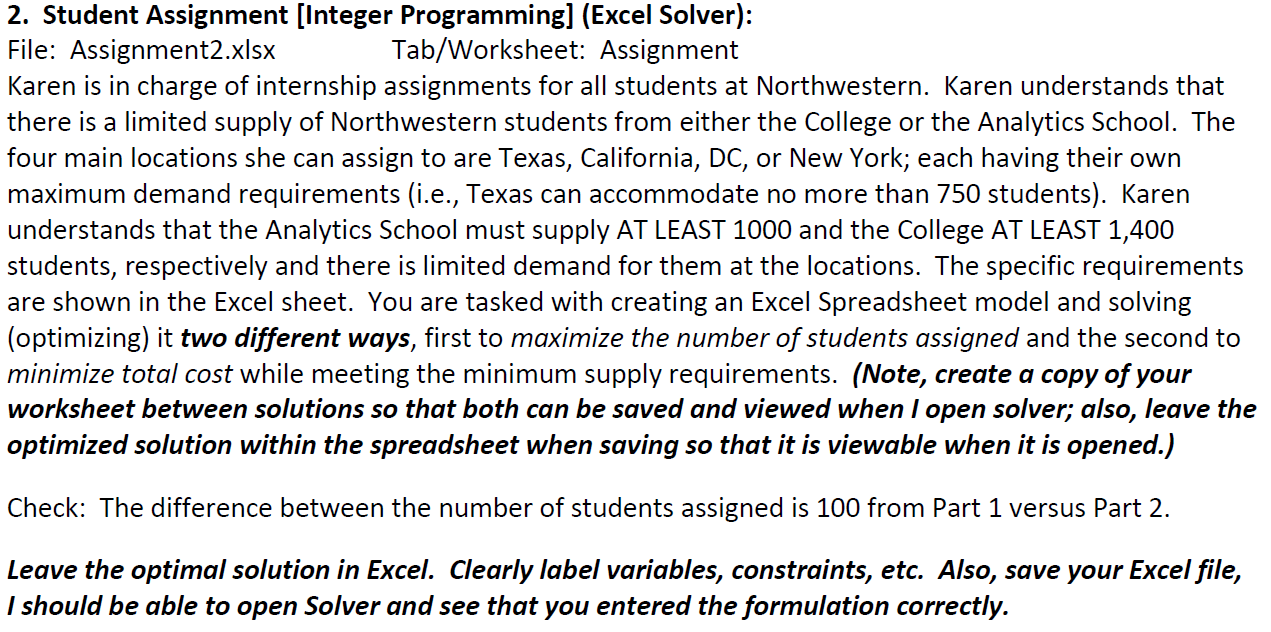 2. Student Assignment [Integer Programming] (Excel Solver):
File: Assignment2.xlsx Tab/Worksheet: Assignment
Karen is in charge of internship assignments for all students at Northwestern. Karen understands that
there is a limited supply of Northwestern students from either the College or the Analytics School. The
four main locations she can assign to are Texas, California, DC, or New York; each having their own
maximum demand requirements (i.e., Texas can accommodate no more than 750 students). Karen
understands that the Analytics School must supply AT LEAST 1000 and the College AT LEAST 1,400
students, respectively and there is limited demand for them at the locations. The specific requirements
are shown in the Excel sheet. You are tasked with creating an Excel Spreadsheet model and solving
(optimizing) it two different ways, first to maximize the number of students assigned and the second to
minimize total cost while meeting the minimum supply requirements. (Note, create a copy of your
worksheet between solutions so that both can be saved and viewed when I open solver; also, leave the
optimized solution within the spreadsheet when saving so that it is viewable when it is opened.)
Check: The difference between the number of students assigned is 100 from Part 1 versus Part 2.
Leave the optimal solution in Excel. Clearly label variables, constraints, etc. Also, save your Excel file,
I should be able to open Solver and see that you entered the formulation correctly.